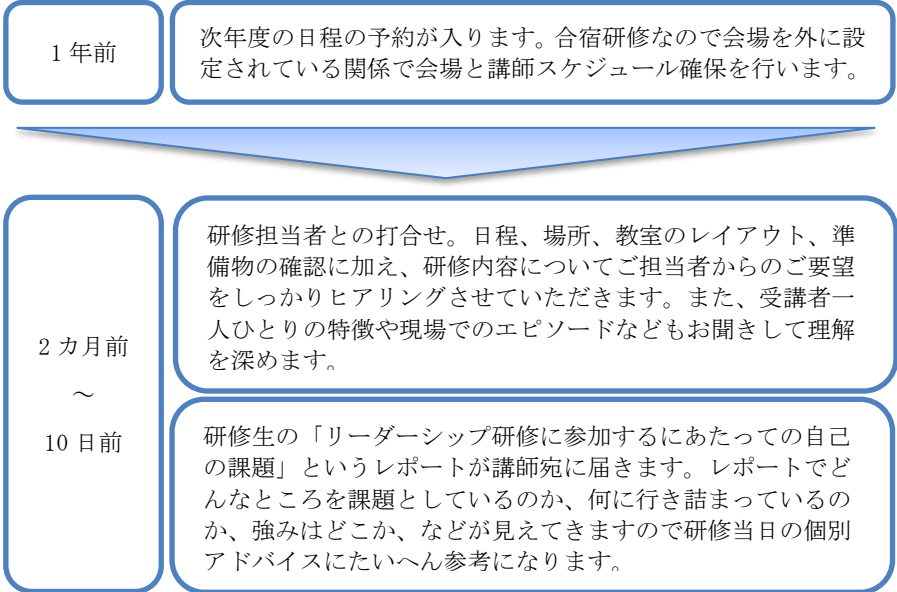 1 年前
次年度の日程の予約が入ります。合宿研修なので会場を外に設
定されている関係で会場と講師スケジュール確保を行います。
2 カ月前
～
10 日前
研修担当者との打合せ。日程、場所、教室のレイアウト、準
備物の確認に加え、研修内容についてご担当者からのご要望
をしっかりヒアリングさせていただきます。また、受講者一
人ひとりの特徴や現場でのエピソードなどもお聞きして理解
を深めます。
研修生の「リーダーシップ研修に参加するにあたっての自己
の課題」というレポートが講師宛に届きます。レポートでど
んなところを課題としているのか、何に行き詰まっているの
か、強みはどこか、などが見えてきますので研修当日の個別
アドバイスにたいへん参考になります。